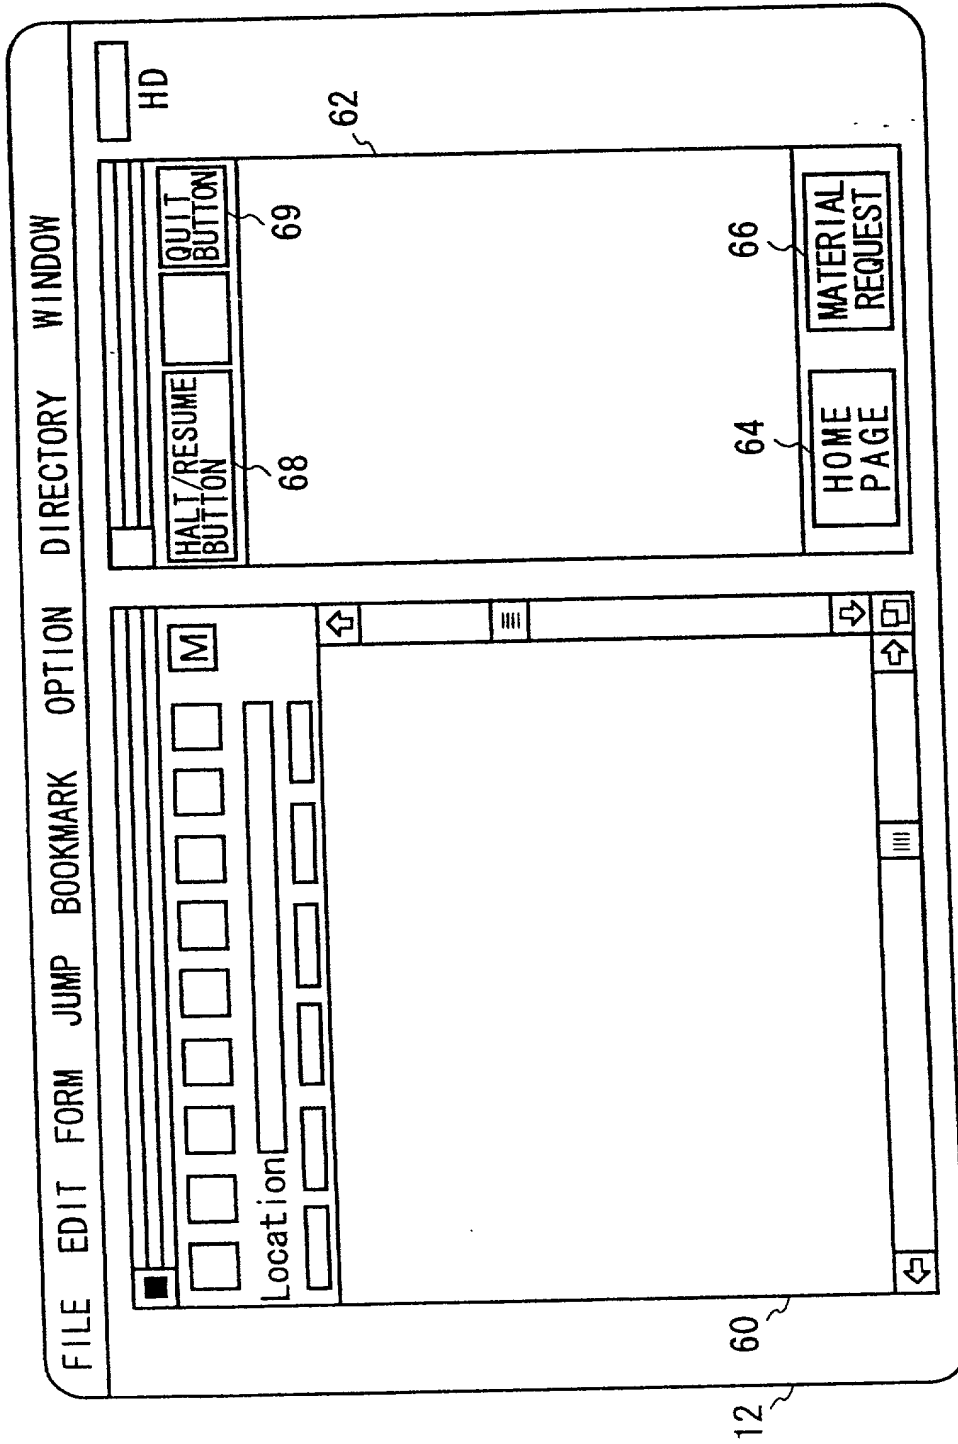 FILE EDIT FORM JUMP BOOKMARK OPTION DIRECTORY WINDOW
HD
M
Location
HALT/RESUME
BUTTON
QUIT
BUTTON
68
69
62
60
12
64
66
HOME
PAGE
MATERIAL
REQUEST